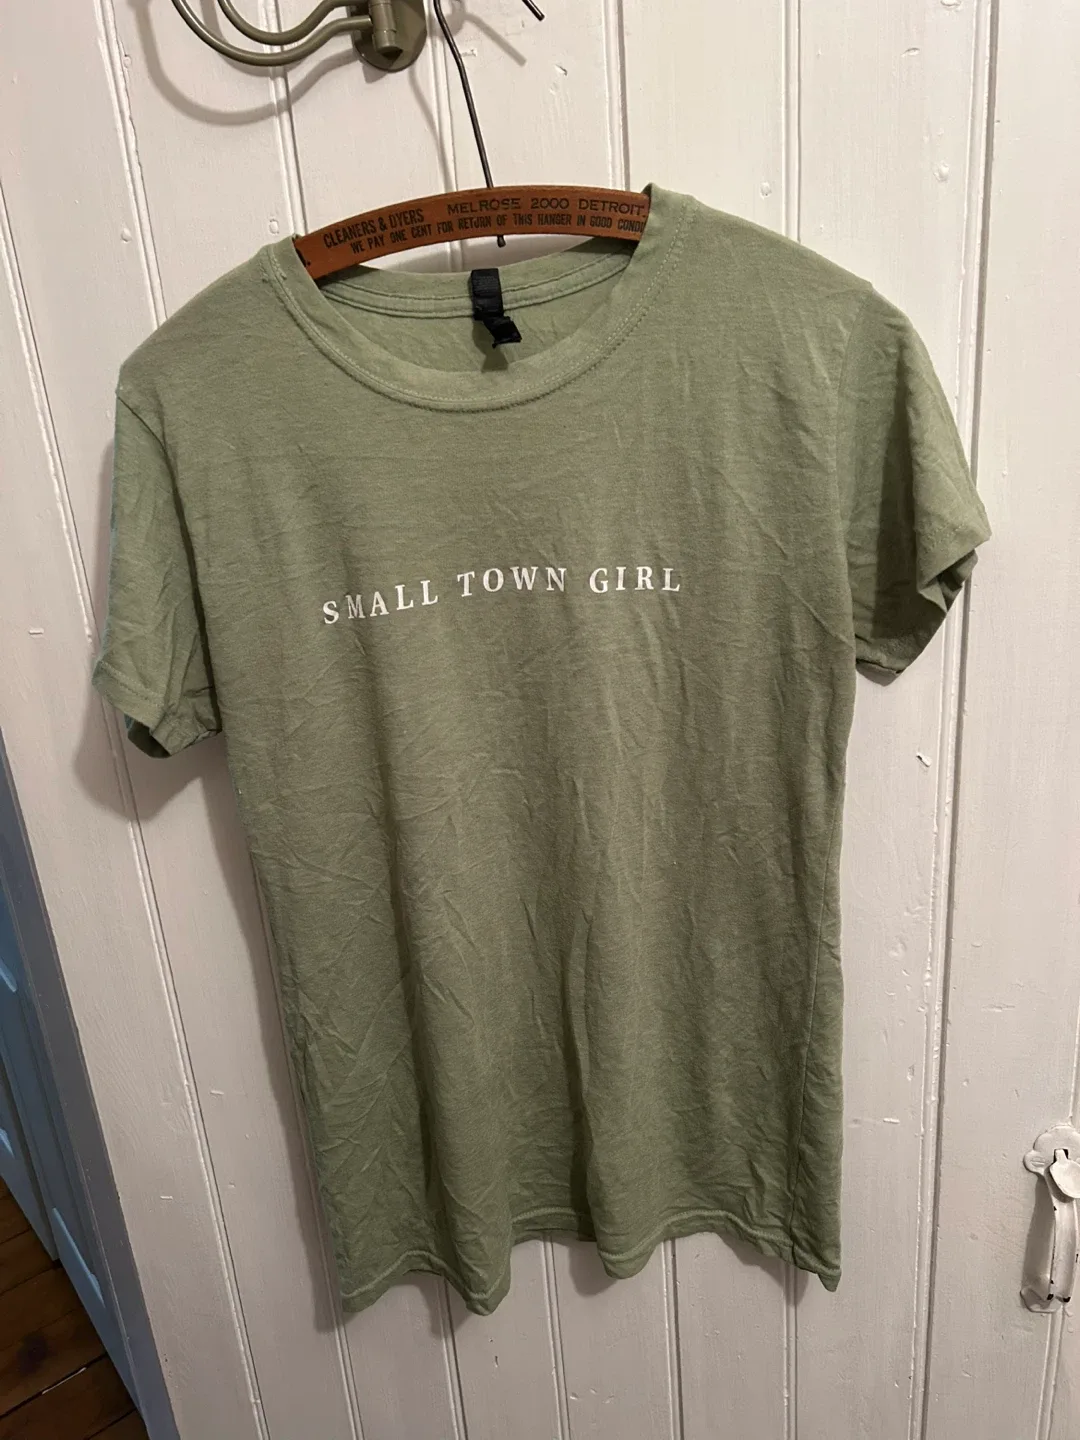 CLEANERS & DYERS MELROSE 2000 DETROIT.
WE PAY ONE CENT FOR RETURN OF THIS HANGER IN GOOD
SMALL TOWN GIRL